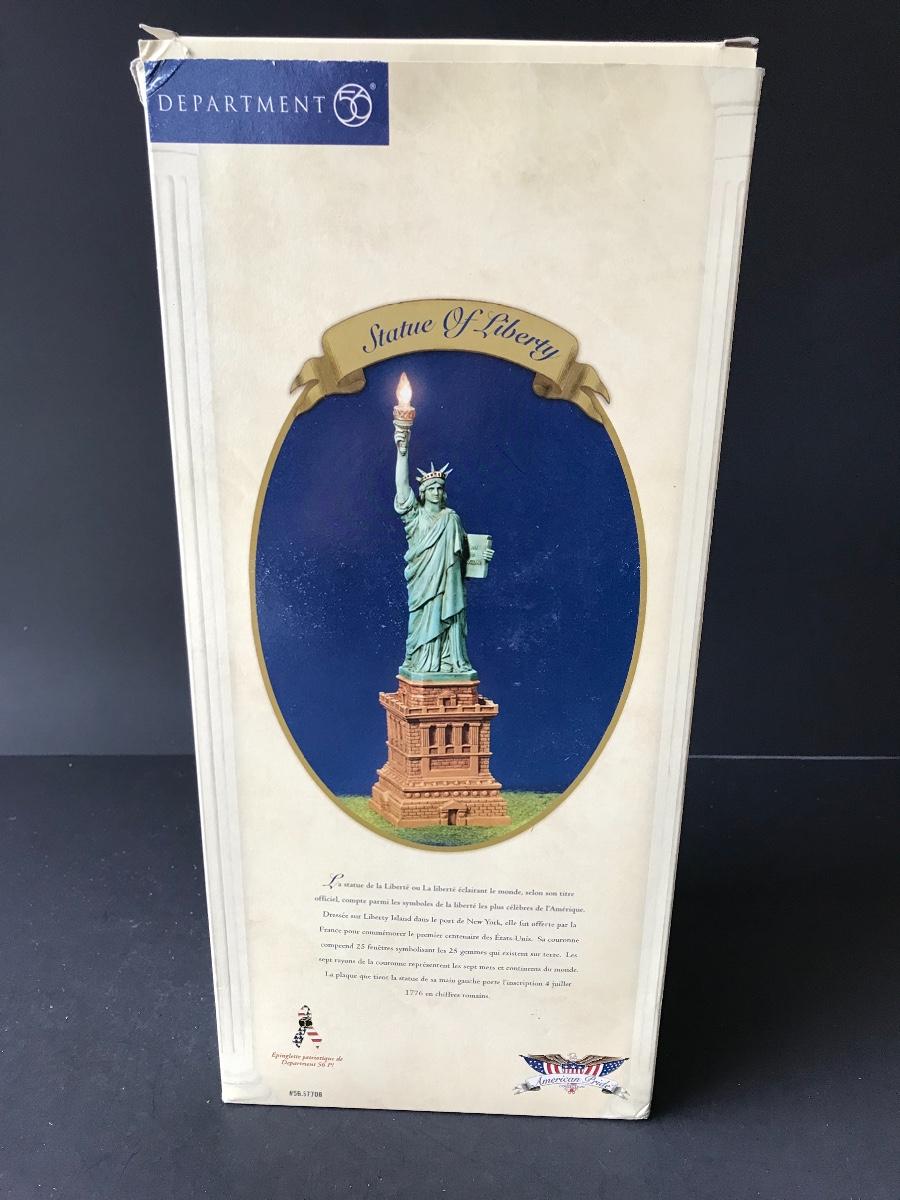 DEPARTMENT 56®
Statue Of Liberty
La statue de la Liberté ou La liberté éclairant le monde, selon son titre
officiel, compte parmi les symboles de la liberté les plus célèbres de l'Amérique.
Dressée sur Liberty Island dans le port de New York, elle fut offerte par la
France pour commémorer le premier centenaire des États-Unis. Sa couronne
comprend 25 fenêtres symbolisant les 25 gemmes qui existent sur terre. Les
sept rayons de la couronne représentent les sept mers et continents du monde.
La plaque que tient la statue de sa main gauche porte l'inscription 4 juillet
1776 en chiffres romains.
Épinglette patriotique de
Department 56 P!
American Pride
#56.57708